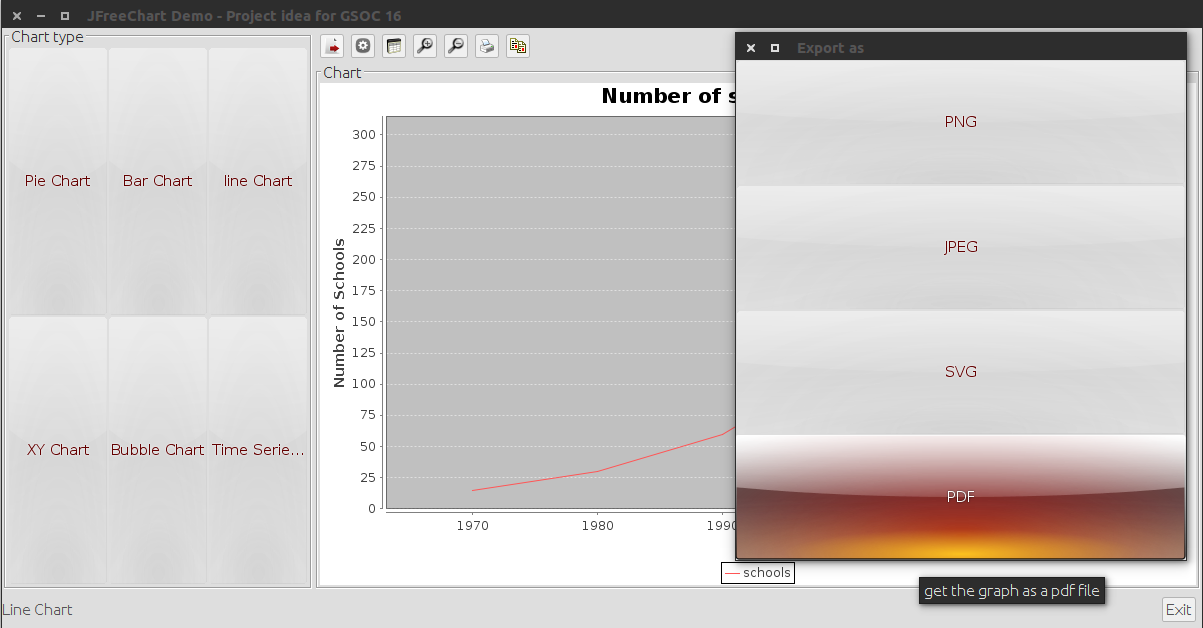 JFreeChart Demo - Project idea for GSOC 16
Chart type
Pie Chart
Bar Chart
line Chart
XY Chart
Bubble Chart
Time Serie...
Chart
Number of s
Number of Schools
300
275
250
225
200
175
150
125
100
75
50
25
0
1970
1980
1990
schools
Export as
PNG
JPEG
SVG
PDF
get the graph as a pdf file
Line Chart
Exit